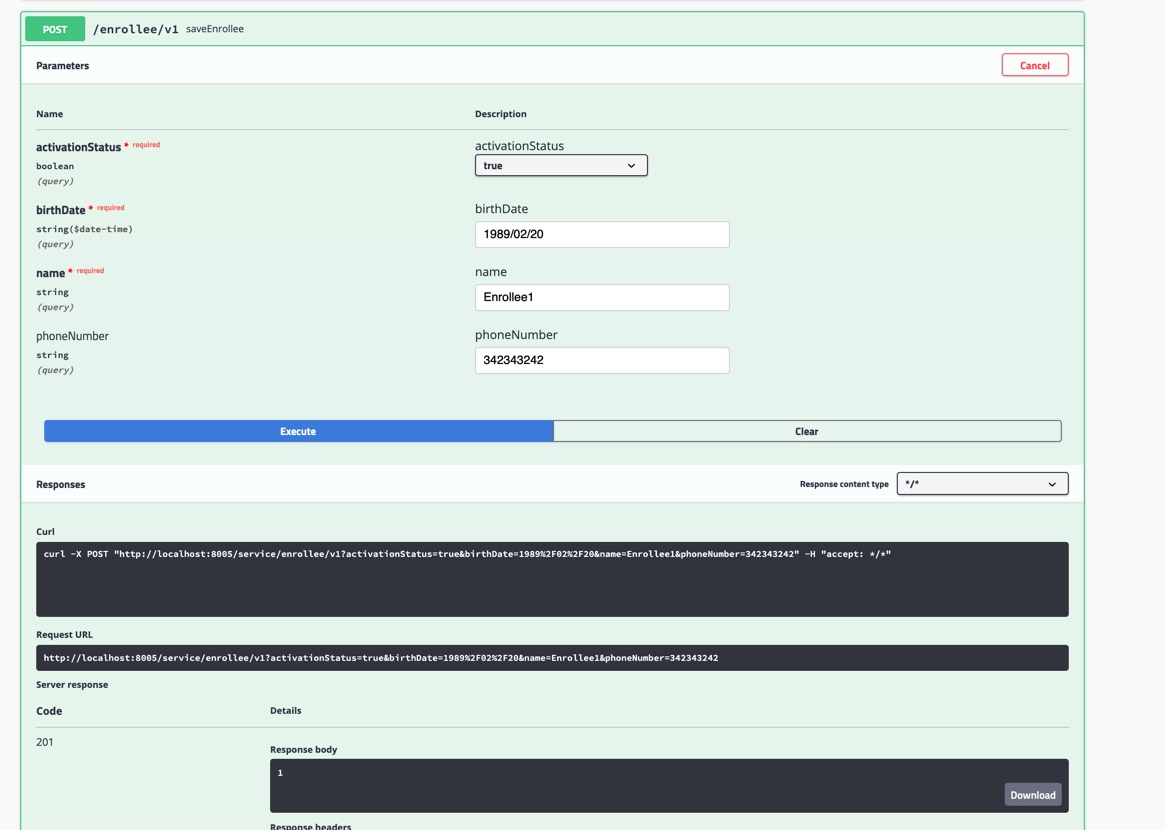 POST /enrollee/v1 saveEnrollee
Parameters
Cancel
Name
Description
activationStatus * required
boolean
(query)
activationStatus
true
birthDate * required
string($date-time)
(query)
birthDate
1989/02/20
name * required
string
(query)
name
Enrollee1
phoneNumber
string
(query)
phoneNumber
342343242
Execute
Clear
Responses
Response content type
*/*
Curl
curl -X POST "http://localhost:8005/service/enrollee/v1?activationStatus=true&birthDate=1989%2F02%2F20&name=Enrollee1&phoneNumber=342343242" -H "accept: */*"
Request URL
http://localhost:8005/service/enrollee/v1?activationStatus=true&birthDate=1989%2F02%2F20&name=Enrollee1&phoneNumber=342343242
Server response
Code
Details
201
Response body
1
Download
Response headers